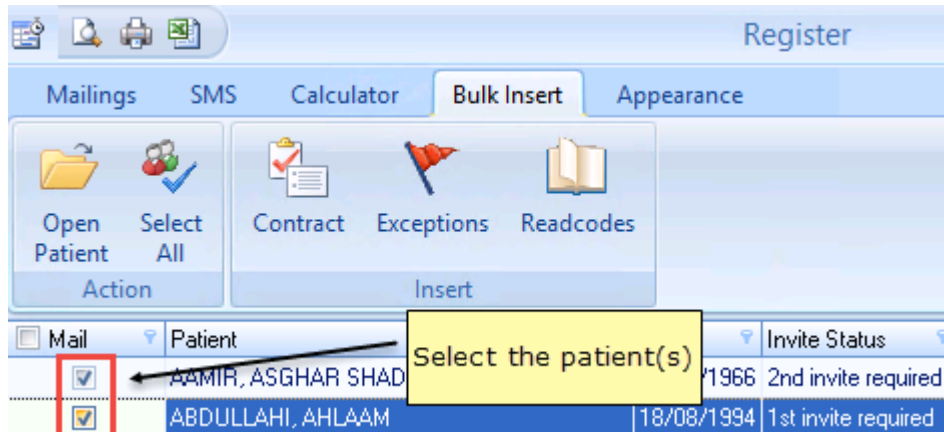 Register
Mailings SMS Calculator Bulk Insert Appearance
Open Patient Select All Contract Exceptions Readcodes
Action Insert
Mail Patient Invite Status
Select the patient(s)
AAMIR, ASGHAR SHAD 1966 2nd invite required
ABDULLAHI, AHLAAM 18/08/1994 1st invite required